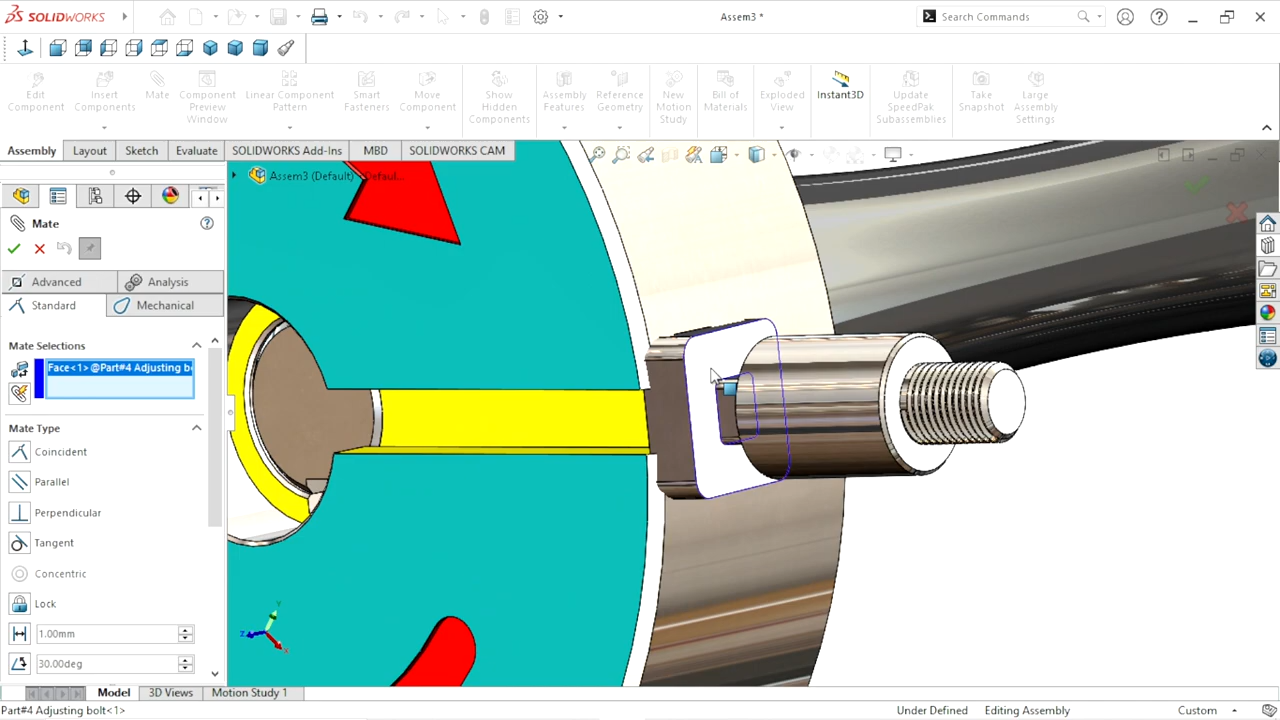 SOLIDWORKS
Assem3 *
Search Commands
Edit Component
Insert Components
Mate
Component Preview Window
Linear Component Pattern
Smart Fasteners
Move Component
Show Hidden Components
Assembly Features
Reference Geometry
New Motion Study
Bill of Materials
Exploded View
Instant3D
Update SpeedPak Subassemblies
Take Snapshot
Large Assembly Settings
Assembly
Layout
Sketch
Evaluate
SOLIDWORKS Add-Ins
MBD
SOLIDWORKS CAM
Assem3 (Default) <Defaul...
Mate
Advanced
Analysis
Standard
Mechanical
Mate Selections
Face<1> @Part#4 Adjusting b
Mate Type
Coincident
Parallel
Perpendicular
Tangent
Concentric
Lock
1.00mm
30.00deg
Model
3D Views
Motion Study 1
Part#4 Adjusting bolt<1>
Under Defined
Editing Assembly
Custom